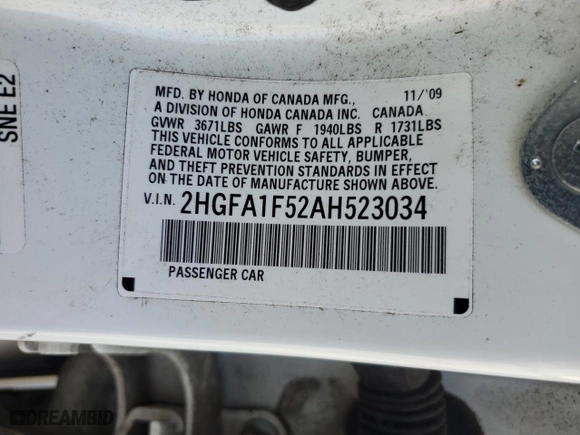 SNE E2
MFD. BY HONDA OF CANADA MFG., 11/'09
A DIVISION OF HONDA CANADA INC. CANADA
GVWR 3671LBS GAWR F 1940LBS R 1731LBS
THIS VEHICLE CONFORMS TO ALL APPLICABLE
FEDERAL MOTOR VEHICLE SAFETY, BUMPER,
AND THEFT PREVENTION STANDARDS IN EFFECT
ON THE DATE OF MANUFACTURE SHOWN ABOVE.
V.I.N. 2HGFA1F52AH523034
PASSENGER CAR
DREAMBID